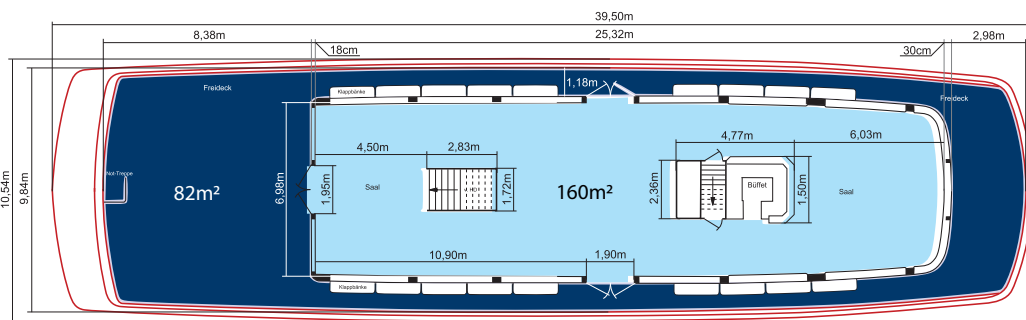 39,50m
8,38m
25,32m
2,98m
18cm
30cm
Freideck
Klappbänke
1,18m
Freideck
4,50m
2,83m
4,77m
6,03m
10,54m
9,84m
Not-Treppe
82m²
6,98m
1,95m
Saal
1,72m
160m²
2,36m
Büffet
1,50m
Saal
10,90m
1,90m
Klappbänke